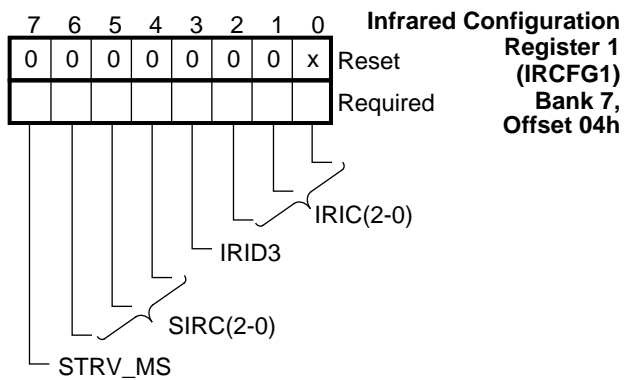 7 6 5 4 3 2 1 0
Infrared Configuration
Register 1
(IRCFG1)
Bank 7,
Offset 04h
0 0 0 0 0 0 0 x Reset
Required
IRIC(2-0)
IRID3
SIRC(2-0)
STRV_MS